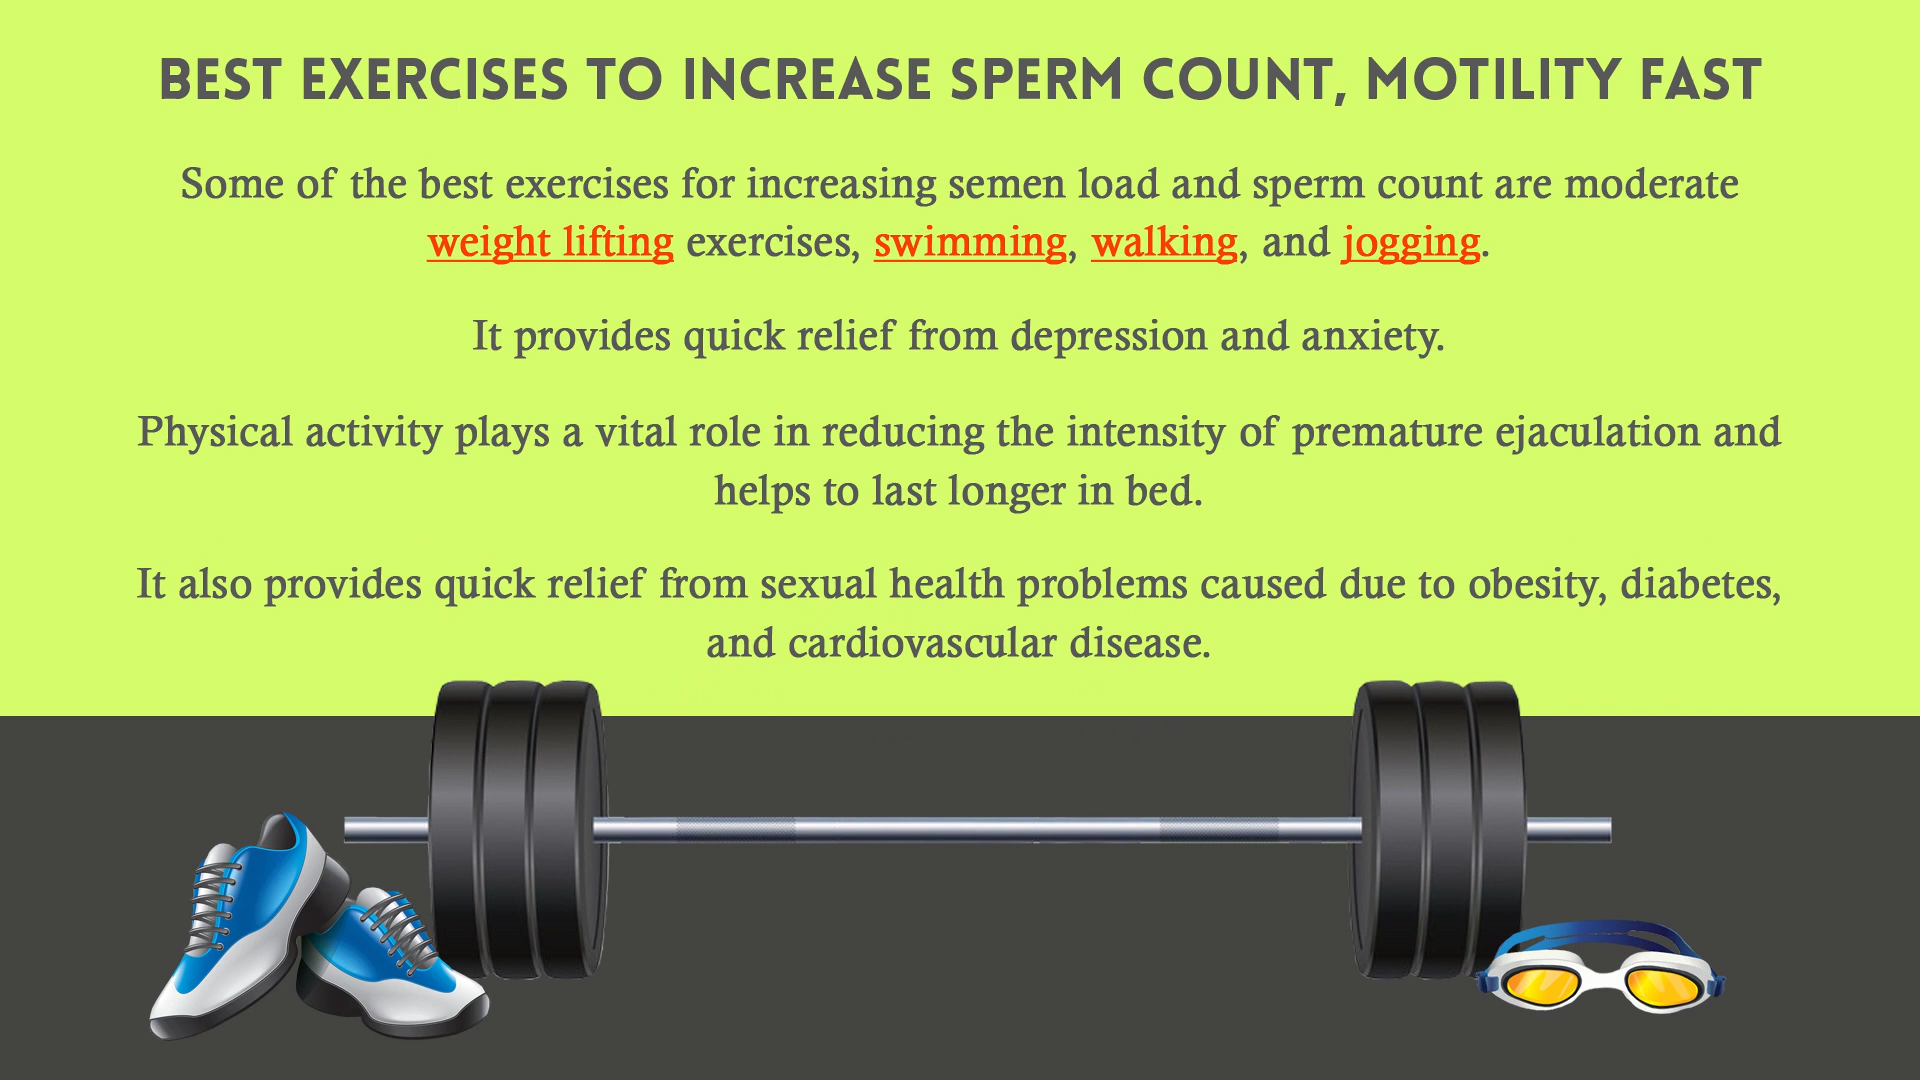 BEST EXERCISES TO INCREASE SPERM COUNT, MOTILITY FAST
Some of the best exercises for increasing semen load and sperm count are moderate
weight lifting exercises, swimming, walking, and jogging.
It provides quick relief from depression and anxiety.
Physical activity plays a vital role in reducing the intensity of premature ejaculation and
helps to last longer in bed.
It also provides quick relief from sexual health problems caused due to obesity, diabetes,
and cardiovascular disease.